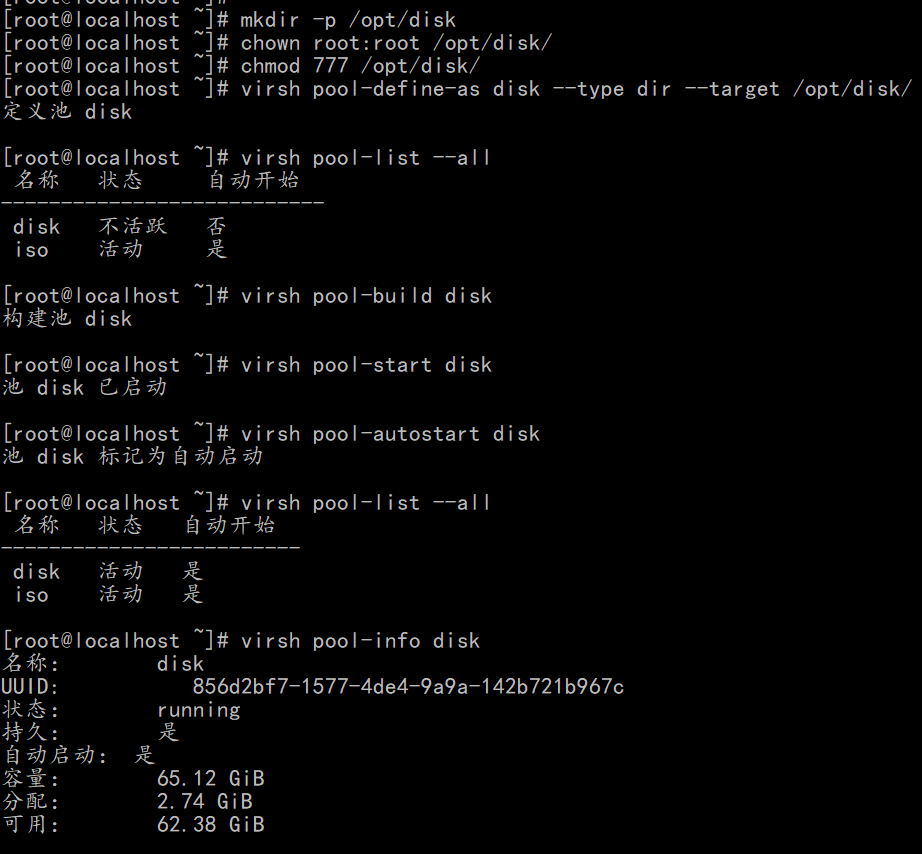 [root@localhost ~]#
[root@localhost ~]# mkdir -p /opt/disk
[root@localhost ~]# chown root:root /opt/disk/
[root@localhost ~]# chmod 777 /opt/disk/
[root@localhost ~]# virsh pool-define-as disk --type dir --target /opt/disk/
定义池 disk
[root@localhost ~]# virsh pool-list --all
名称 状态 自动开始
---------------------------
disk 不活跃 否
iso 活动 是
[root@localhost ~]# virsh pool-build disk
构建池 disk
[root@localhost ~]# virsh pool-start disk
池 disk 已启动
[root@localhost ~]# virsh pool-autostart disk
池 disk 标记为自动启动
[root@localhost ~]# virsh pool-list --all
名称 状态 自动开始
-------------------------
disk 活动 是
iso 活动 是
[root@localhost ~]# virsh pool-info disk
名称: disk
UUID: 856d2bf7-1577-4de4-9a9a-142b721b967c
状态: running
持久: 是
自动启动: 是
容量: 65.12 GiB
分配: 2.74 GiB
可用: 62.38 GiB